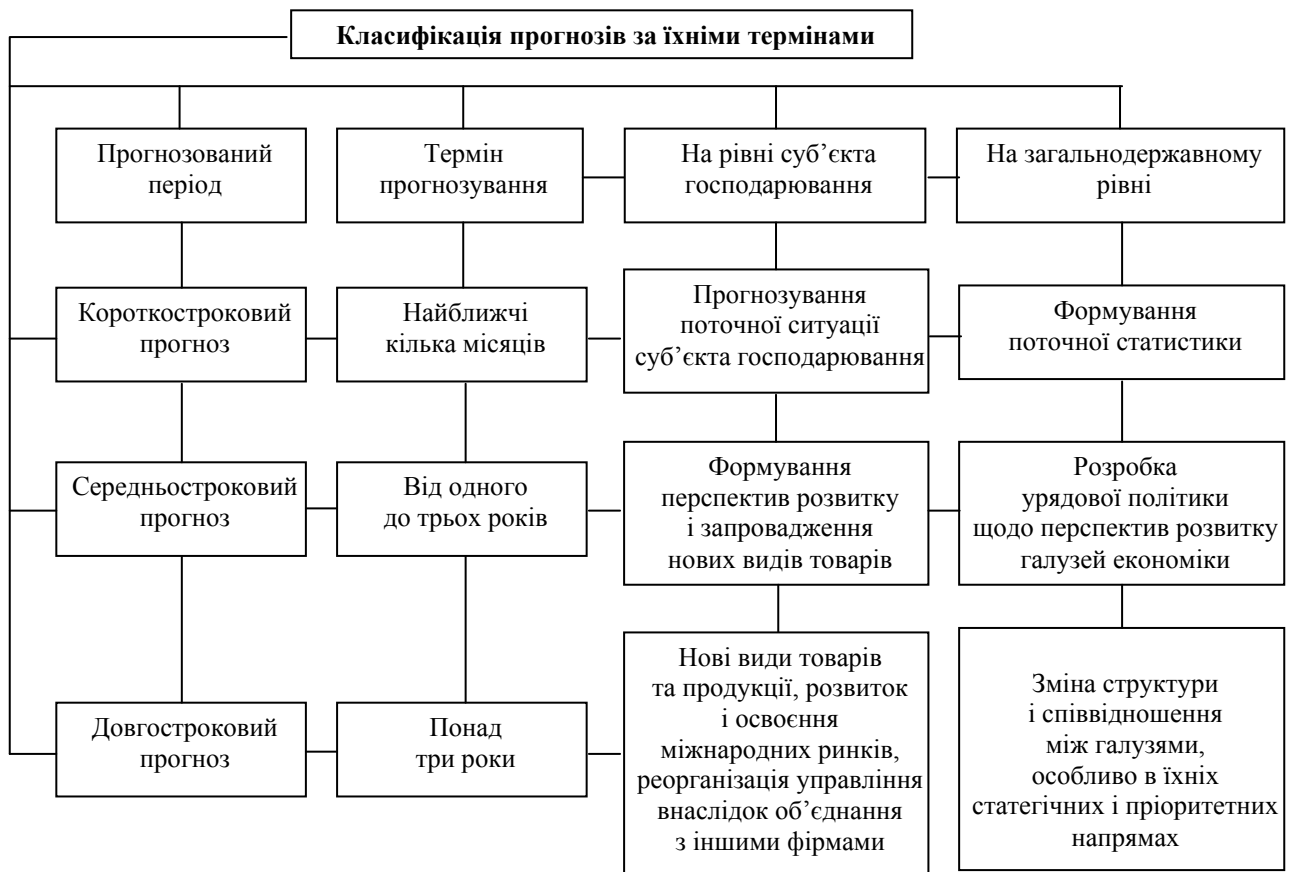 Класифікація прогнозів за їхніми термінами
Прогнозований
період
Термін
прогнозування
На рівні суб’єкта
господарювання
На загальнодержавному
рівні
Короткостроковий
прогноз
Найближчі
кілька місяців
Прогнозування
поточної ситуації
суб’єкта господарювання
Формування
поточної статистики
Середньостроковий
прогноз
Від одного
до трьох років
Формування
перспектив розвитку
і запровадження
нових видів товарів
Розробка
урядової політики
щодо перспектив розвитку
галузей економіки
Довгостроковий
прогноз
Понад
три роки
Нові види товарів
та продукції, розвиток
і освоєння
міжнародних ринків,
реорганізація управління
внаслідок об’єднання
з іншими фірмами
Зміна структури
і співвідношення
між галузями,
особливо в їхніх
статегічних і пріоритетних
напрямах